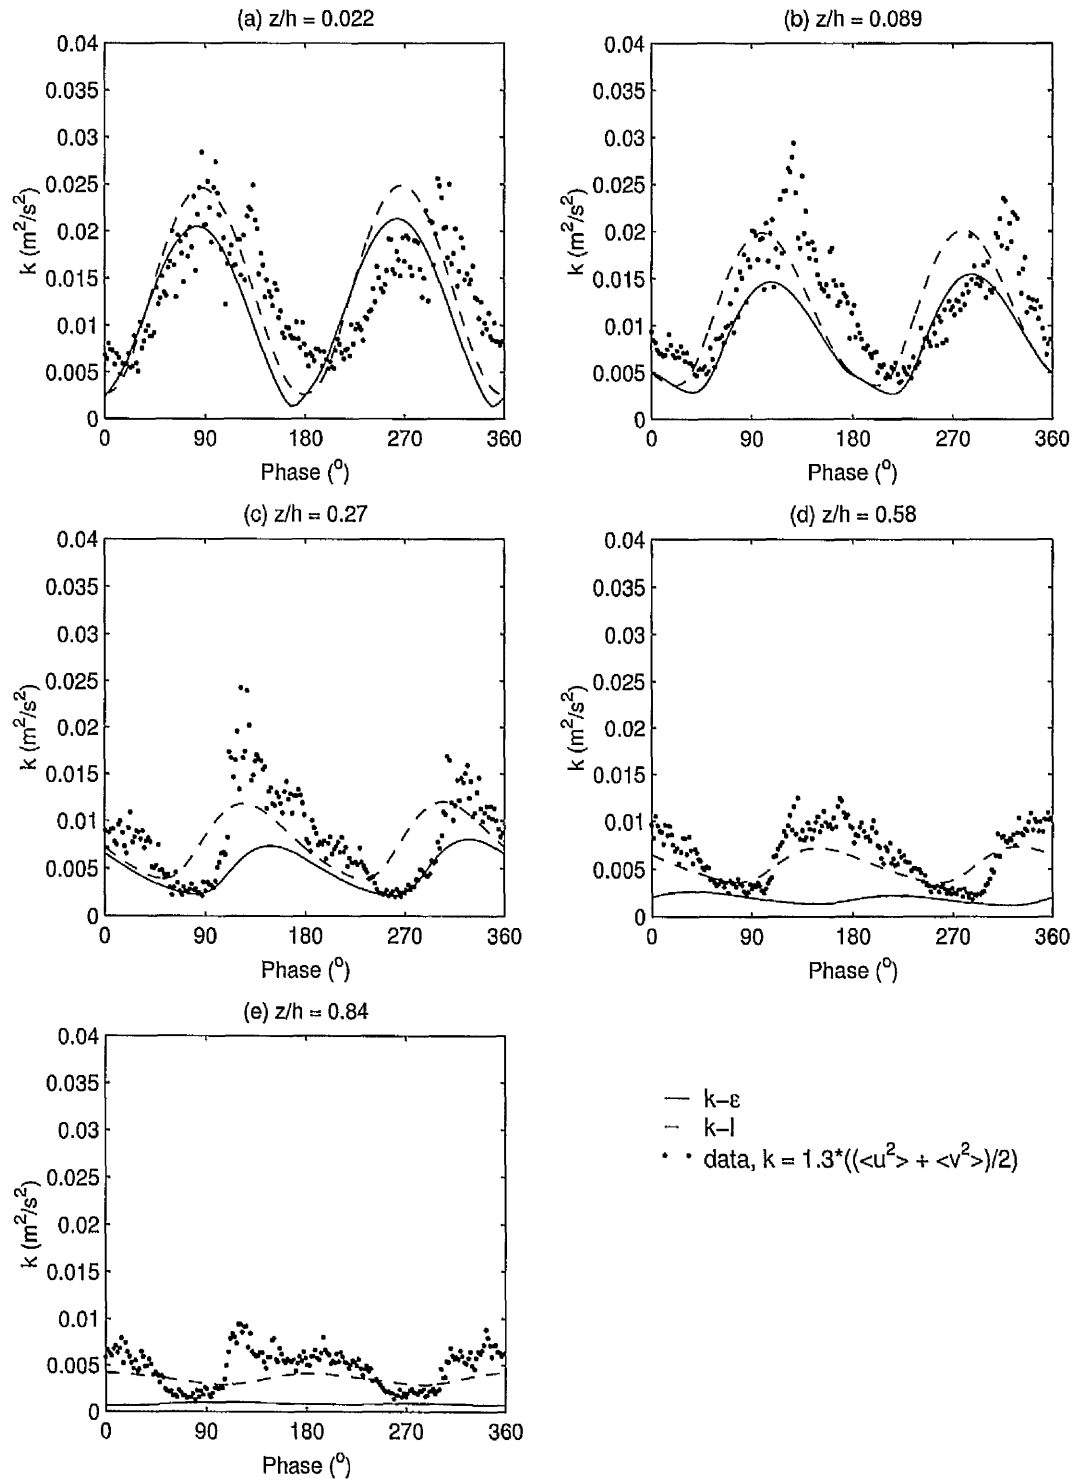 (a) z/h = 0.022
0.04
0.035
0.03
0.025
0.02
0.015
0.01
0.005
0
k (m²/s²)
0 90 180 270 360
Phase (⁰)
(b) z/h = 0.089
0.04
0.035
0.03
0.025
0.02
0.015
0.01
0.005
0
k (m²/s²)
0 90 180 270 360
Phase (⁰)
(c) z/h = 0.27
0.04
0.035
0.03
0.025
0.02
0.015
0.01
0.005
0
k (m²/s²)
0 90 180 270 360
Phase (⁰)
(d) z/h = 0.58
0.04
0.035
0.03
0.025
0.02
0.015
0.01
0.005
0
k (m²/s²)
0 90 180 270 360
Phase (⁰)
(e) z/h = 0.84
0.04
0.035
0.03
0.025
0.02
0.015
0.01
0.005
0
k (m²/s²)
0 90 180 270 360
Phase (⁰)
k–ε
k–l
data, k = 1.3*((<u²> + <v²>)/2)